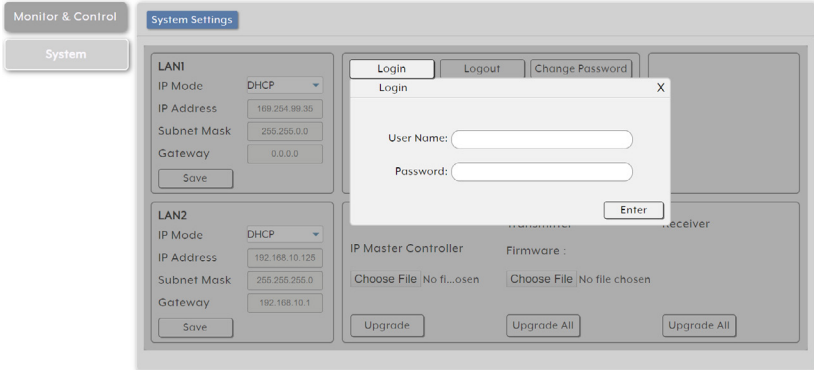 Monitor & Control
System
System Settings
LAN1
IP Mode DHCP
IP Address 169.254.99.35
Subnet Mask 255.255.0.0
Gateway 0.0.0.0
Save
Login Logout Change Password
Login X
User Name:
Password:
Enter
LAN2
IP Mode DHCP
IP Address 192.168.10.125
Subnet Mask 255.255.255.0
Gateway 192.168.10.1
Save
Transmitter Receiver
IP Master Controller Firmware :
Choose File No fi...osen Choose File No file chosen
Upgrade Upgrade All Upgrade All